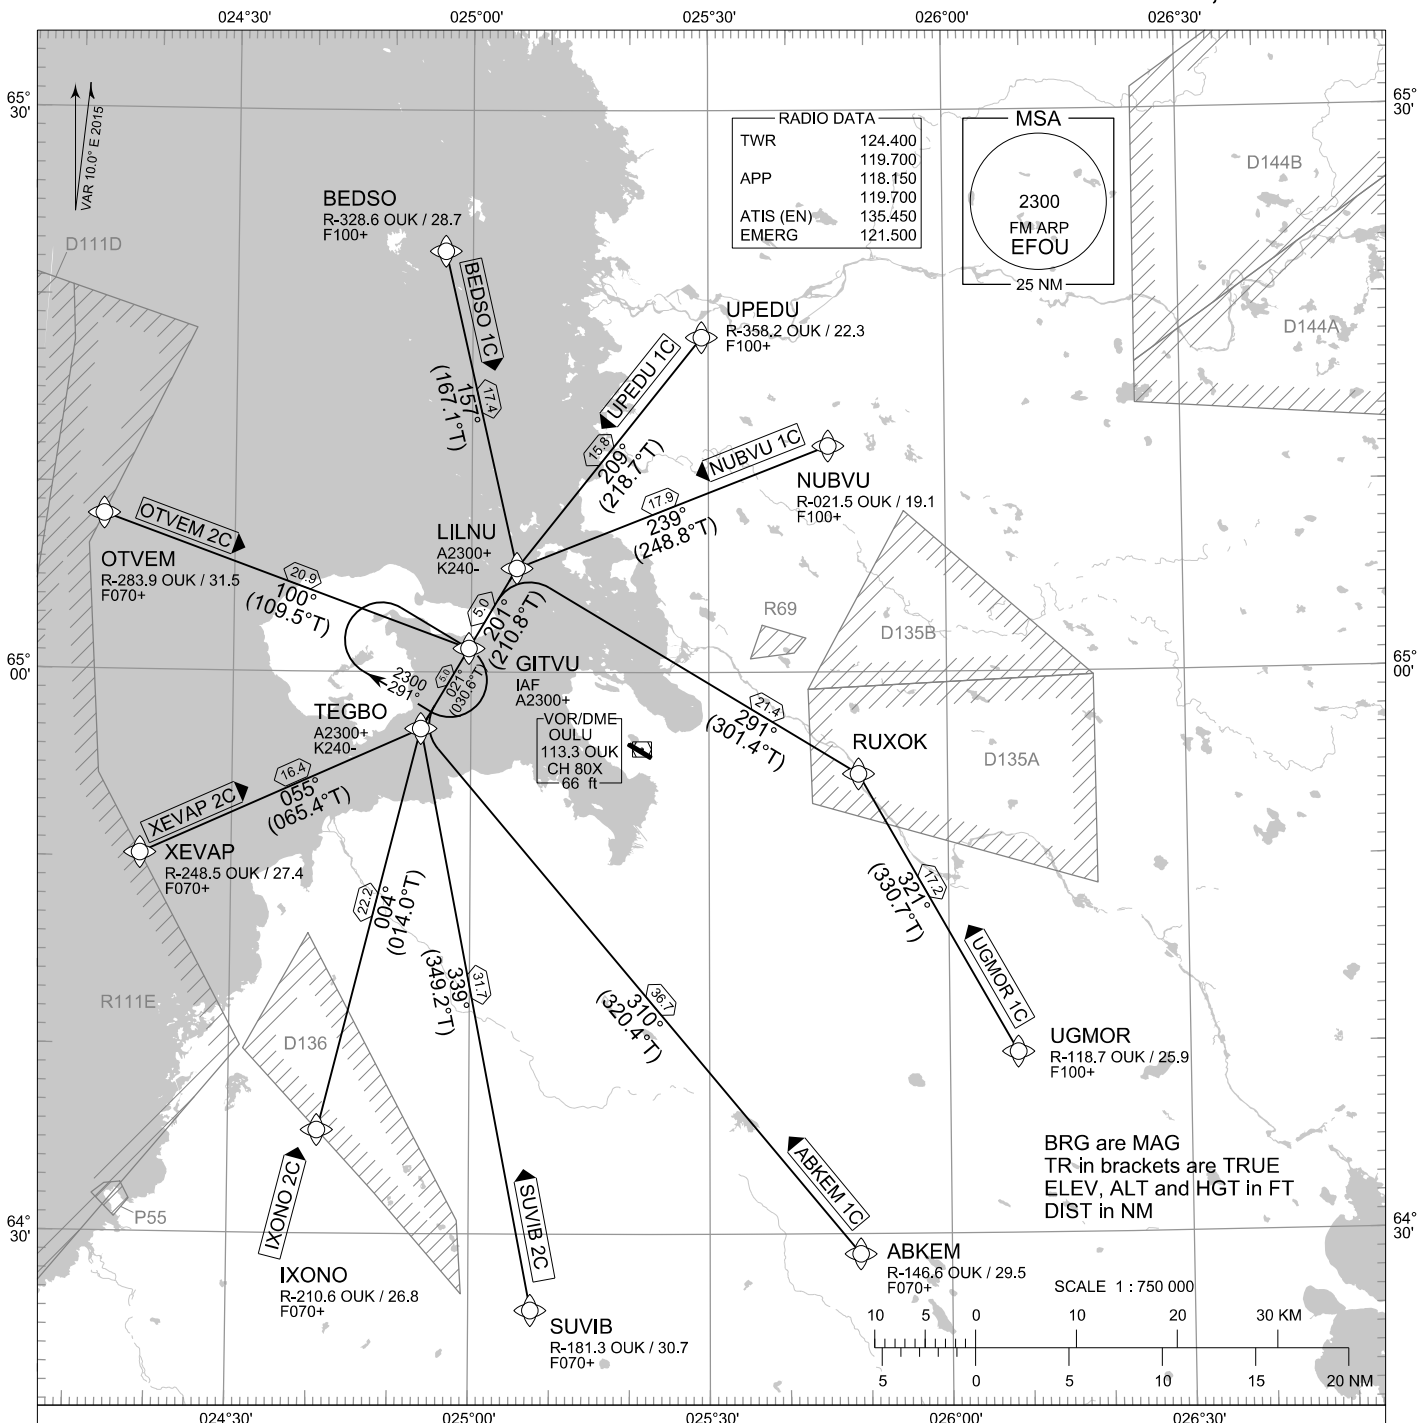 024°30'
025°00'
025°30'
026°00'
026°30'
65°
30'
65°
30'
VAR 10.0° E 2015
RADIO DATA
TWR 124.400
119.700
APP 118.150
119.700
ATIS (EN) 135.450
EMERG 121.500
MSA
2300
FM ARP
EFOU
25 NM
D144B
D144A
D111D
BEDSO
R-328.6 OUK / 28.7
F100+
BEDSO 1C
17.4
157°
(167.1°T)
UPEDU
R-358.2 OUK / 22.3
F100+
UPEDU 1C
15.8
209°
(218.7°T)
NUBVU 1C
NUBVU
R-021.5 OUK / 19.1
F100+
17.9
239°
(248.8°T)
LILNU
A2300+
K240-
OTVEM 2C
OTVEM
R-283.9 OUK / 31.5
F070+
20.9
100°
(109.5°T)
5.0
201°
(210.8°T)
R69
D135B
65°
00'
65°
00'
GITVU
IAF
A2300+
2300
291°
5.0
021°
(030.6°T)
TEGBO
A2300+
K240-
VOR/DME
OULU
113.3 OUK
CH 80X
66 ft
21.4
291°
(301.4°T)
RUXOK
D135A
16.4
055°
(065.4°T)
XEVAP 2C
XEVAP
R-248.5 OUK / 27.4
F070+
22.2
004°
(014.0°T)
17.2
321°
(330.7°T)
UGMOR 1C
R111E
D136
31.7
339°
(349.2°T)
36.7
310°
(320.4°T)
UGMOR
R-118.7 OUK / 25.9
F100+
BRG are MAG
TR in brackets are TRUE
ELEV, ALT and HGT in FT
DIST in NM
P55
IXONO 2C
SUVIB 2C
ABKEM 1C
64°
30'
64°
30'
IXONO
R-210.6 OUK / 26.8
F070+
ABKEM
R-146.6 OUK / 29.5
F070+
SUVIB
R-181.3 OUK / 30.7
F070+
SCALE 1 : 750 000
10 5 0 10 20 30 KM
5 0 5 10 15 20 NM
024°30'
025°00'
025°30'
026°00'
026°30'